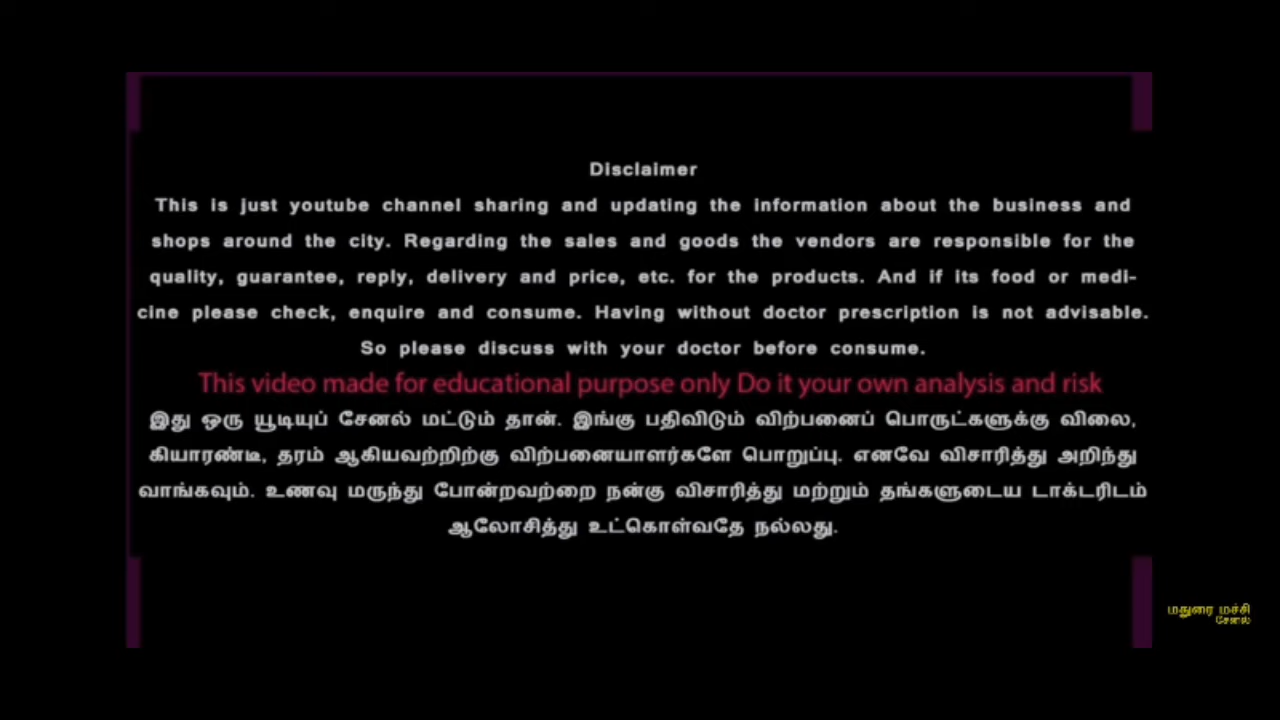 Disclaimer
This is just youtube channel sharing and updating the information about the business and
shops around the city. Regarding the sales and goods the vendors are responsible for the
quality, guarantee, reply, delivery and price, etc. for the products. And if its food or medi-
cine please check, enquire and consume. Having without doctor prescription is not advisable.
So please discuss with your doctor before consume.
This video made for educational purpose only Do it your own analysis and risk
இது ஒரு யூடியுப் சேனல் மட்டும் தான். இங்கு பதிவிடும் விற்பனைப் பொருட்களுக்கு விலை,
கியாரண்டீ, தரம் ஆகியவற்றிற்கு விற்பனையாளர்களே பொறுப்பு. எனவே விசாரித்து அறிந்து
வாங்கவும். உணவு மருந்து போன்றவற்றை நன்கு விசாரித்து மற்றும் தங்களுடைய டாக்டரிடம்
ஆலோசித்து உட்கொள்வதே நல்லது.
மதுரை மச்சி
சேனல்